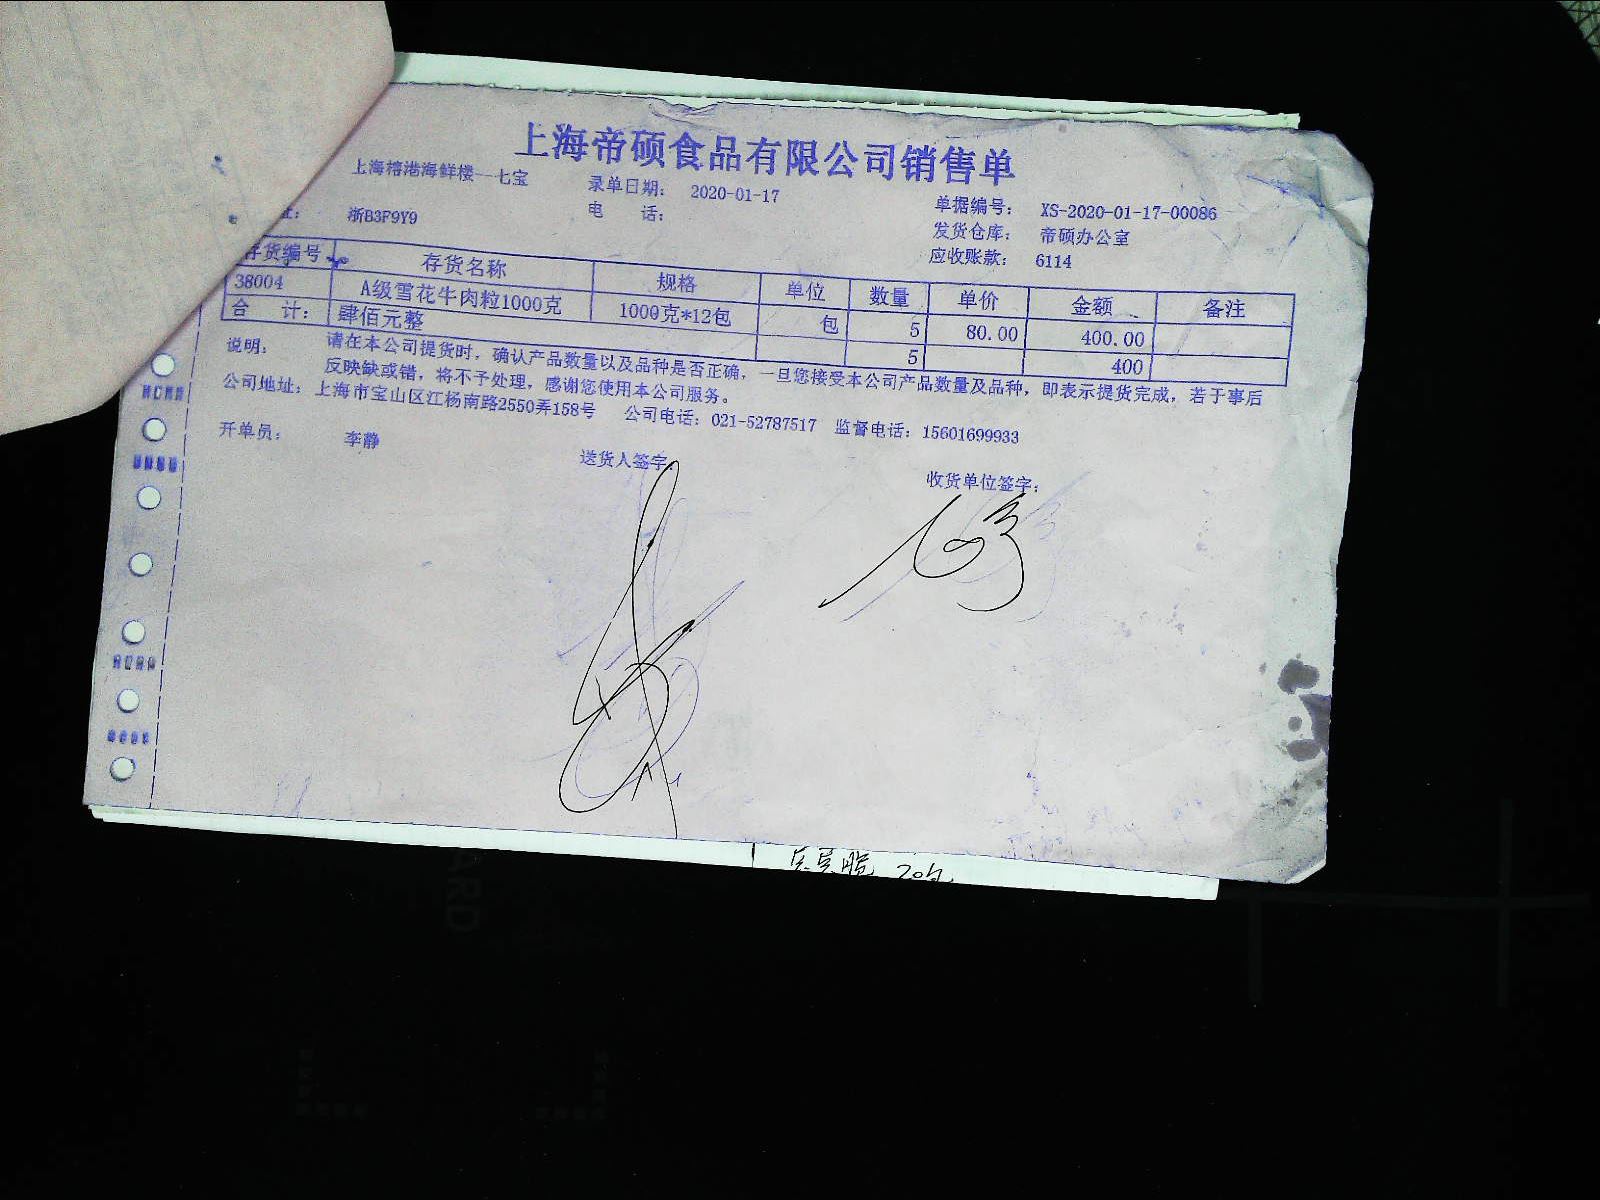 上海帝硕食品有限公司销售单
上海榕港海鲜楼—七宝 录单日期: 2020-01-17 单据编号: XS-2020-01-17-00086
址: 浙B3F9Y9 电 话: 发货仓库: 帝硕办公室
应收账款: 6114
存货编号 存货名称 规格 单位 数量 单价 金额 备注
38004 A级雪花牛肉粒1000克 1000克*12包 包 5 80.00 400.00
合 计: 肆佰元整 5 400
说明: 请在本公司提货时，确认产品数量以及品种是否正确，一旦您接受本公司产品数量及品种，即表示提货完成，若于事后
反映缺或错，将不予处理，感谢您使用本公司服务。
公司地址: 上海市宝山区江杨南路2550弄158号 公司电话: 021-52787517 监督电话: 15601699933
开单员: 李静 送货人签字: 收货单位签字:
ARD